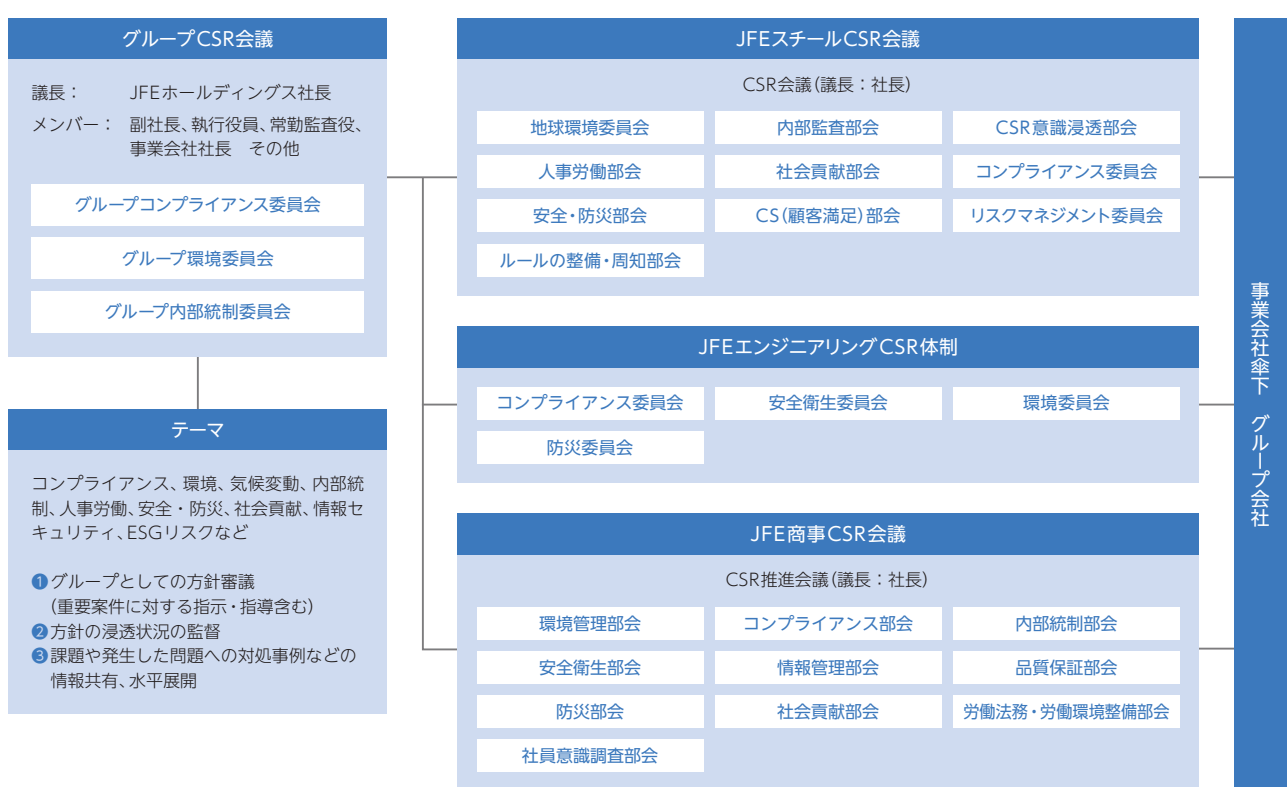 グループCSR会議
議長： JFEホールディングス社長
メンバー： 副社長、執行役員、常勤監査役、
事業会社社長　その他
グループコンプライアンス委員会
グループ環境委員会
グループ内部統制委員会
テーマ
コンプライアンス、環境、気候変動、内部統
制、人事労働、安全・防災、社会貢献、情報セ
キュリティ、ESGリスクなど
❶グループとしての方針審議
(重要案件に対する指示・指導含む)
❷方針の浸透状況の監督
❸課題や発生した問題への対処事例などの
情報共有、水平展開
JFEスチールCSR会議
CSR会議(議長：社長)
地球環境委員会 内部監査部会 CSR意識浸透部会
人事労働部会 社会貢献部会 コンプライアンス委員会
安全・防災部会 CS(顧客満足)部会 リスクマネジメント委員会
ルールの整備・周知部会
JFEエンジニアリングCSR体制
コンプライアンス委員会 安全衛生委員会 環境委員会
防災委員会
JFE商事CSR会議
CSR推進会議(議長：社長)
環境管理部会 コンプライアンス部会 内部統制部会
安全衛生部会 情報管理部会 品質保証部会
防災部会 社会貢献部会 労働法務・労働環境整備部会
社員意識調査部会
事業会社傘下　グループ会社